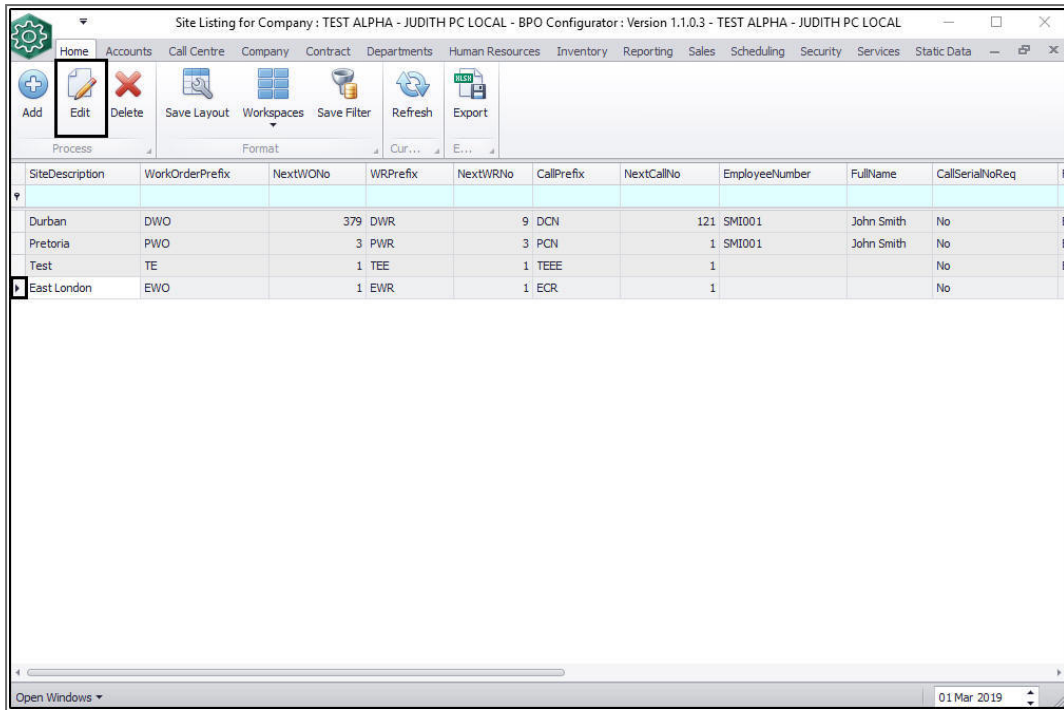 Site Listing for Company : TEST ALPHA - JUDITH PC LOCAL - BPO Configurator : Version 1.1.0.3 - TEST ALPHA - JUDITH PC LOCAL
Home Accounts Call Centre Company Contract Departments Human Resources Inventory Reporting Sales Scheduling Security Services Static Data
Add Edit Delete Save Layout Workspaces Save Filter Refresh Export
Process Format Cur... E...
SiteDescription WorkOrderPrefix NextWONo WRPrefix NextWRNo CallPrefix NextCallNo EmployeeNumber FullName CallSerialNoReq
Durban DWO 379 DWR 9 DCN 121 SMI001 John Smith No
Pretoria PWO 3 PWR 3 PCN 1 SMI001 John Smith No
Test TE 1 TEE 1 TEEE 1 No
East London EWO 1 EWR 1 ECR 1 No
Open Windows 01 Mar 2019